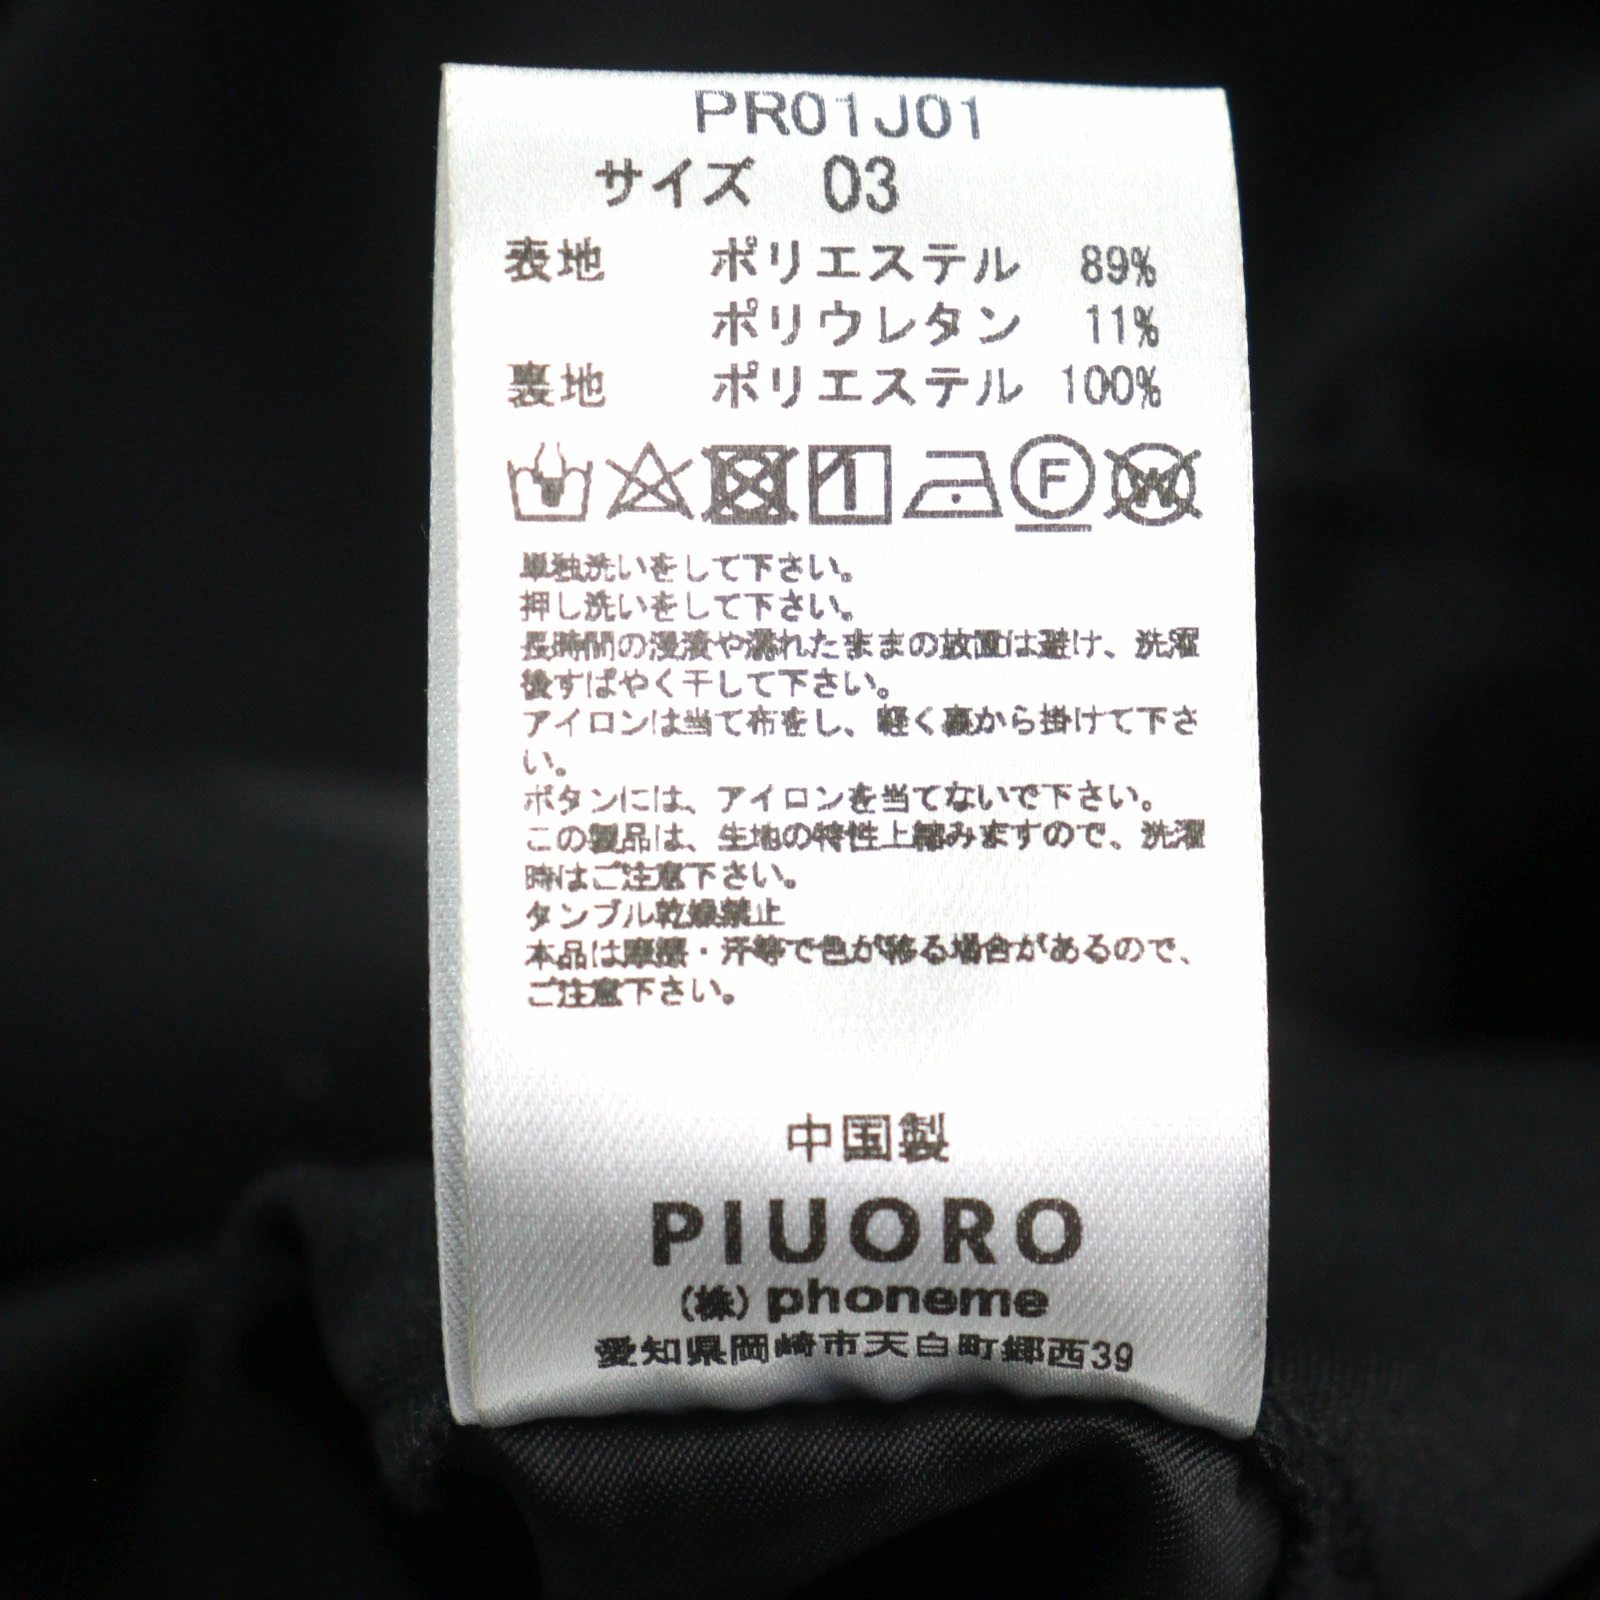 PR01J01
サイズ 03
表地 ポリエステル 89%
ポリウレタン 11%
裏地 ポリエステル 100%
F
W
単独洗いをして下さい。
押し洗いをして下さい。
長時間の浸漬や濡れたままの放置は避け、洗濯
後すばやく干して下さい。
アイロンは当て布をし、軽く裏から掛けて下さ
い。
ボタンには、アイロンを当てないで下さい。
この製品は、生地の特性上縮みますので、洗濯
時はご注意下さい。
タンブル乾燥禁止
本品は摩擦・汗等で色が移る場合があるので、
ご注意下さい。
中国製
PIUORO
(株)phoneme
愛知県岡崎市天白町郷西39